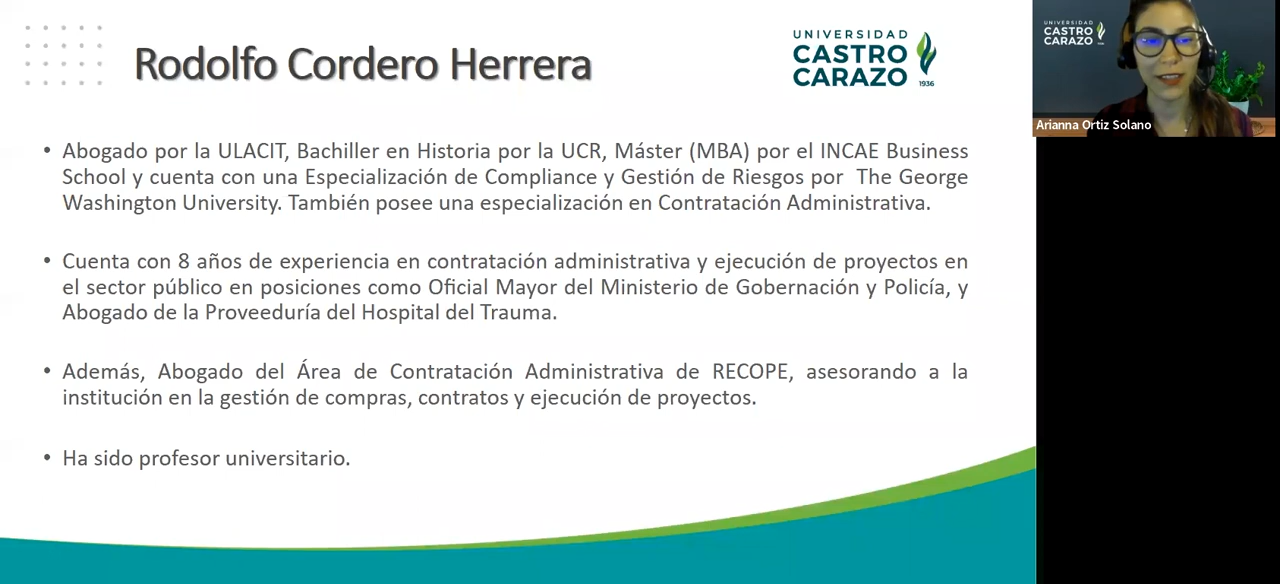 Rodolfo Cordero Herrera
UNIVERSIDAD
CASTRO
CARAZO
1936
• Abogado por la ULACIT, Bachiller en Historia por la UCR, Máster (MBA) por el INCAE Business
School y cuenta con una Especialización de Compliance y Gestión de Riesgos por The George
Washington University. También posee una especialización en Contratación Administrativa.
• Cuenta con 8 años de experiencia en contratación administrativa y ejecución de proyectos en
el sector público en posiciones como Oficial Mayor del Ministerio de Gobernación y Policía, y
Abogado de la Proveeduría del Hospital del Trauma.
• Además, Abogado del Área de Contratación Administrativa de RECOPE, asesorando a la
institución en la gestión de compras, contratos y ejecución de proyectos.
• Ha sido profesor universitario.
UNIVERSIDAD
CASTRO
CARAZO
Arianna Ortiz Solano